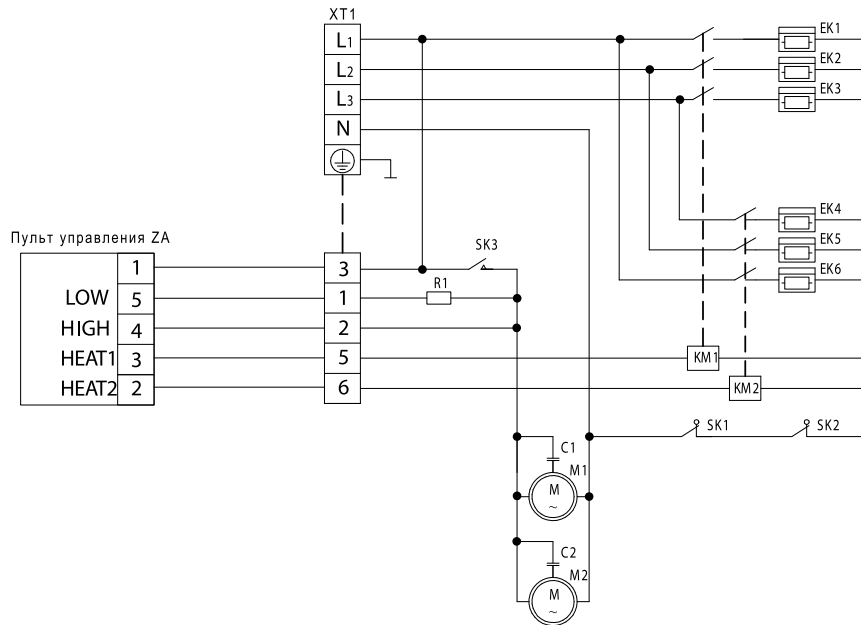 XT1
L1
L2
L3
N
EK1
EK2
EK3
EK4
EK5
EK6
Пульт управления ZA
1
LOW 5
HIGH 4
HEAT1 3
HEAT2 2
3
1
2
5
6
SK3
R1
KM1
KM2
SK1
SK2
C1
M1
M
~
C2
M2
M
~